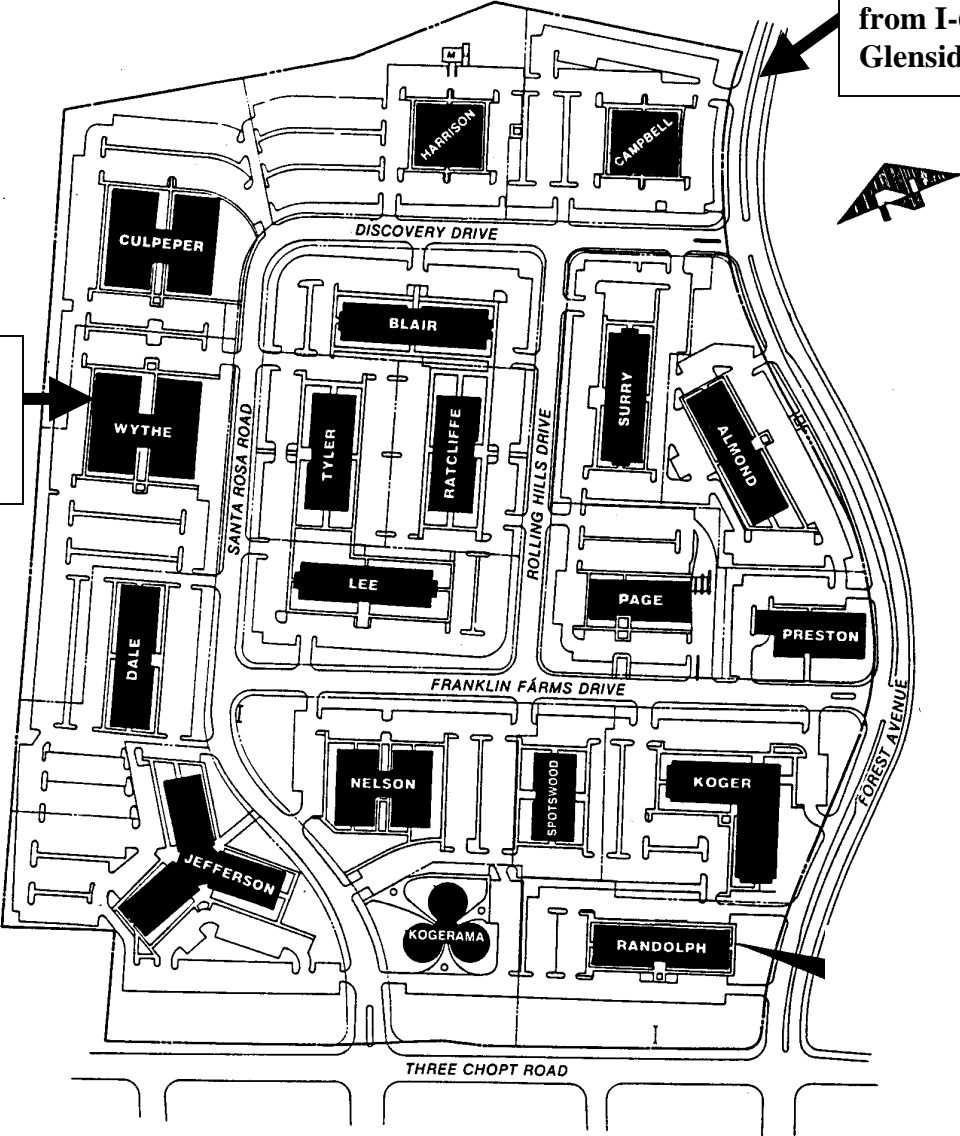 from I-
Glensid
M
HARRISON
CAMPBELL
DISCOVERY DRIVE
CULPEPER
BLAIR
SURRY
WYTHE
SANTA ROSA ROAD
TYLER
RATCLIFFE
ROLLING HILLS DRIVE
ALMOND
LEE
PAGE
PRESTON
DALE
FRANKLIN FARMS DRIVE
FOREST AVENUE
NELSON
SPOTSWOOD
KOGER
JEFFERSON
KOGERAMA
RANDOLPH
THREE CHOPT ROAD